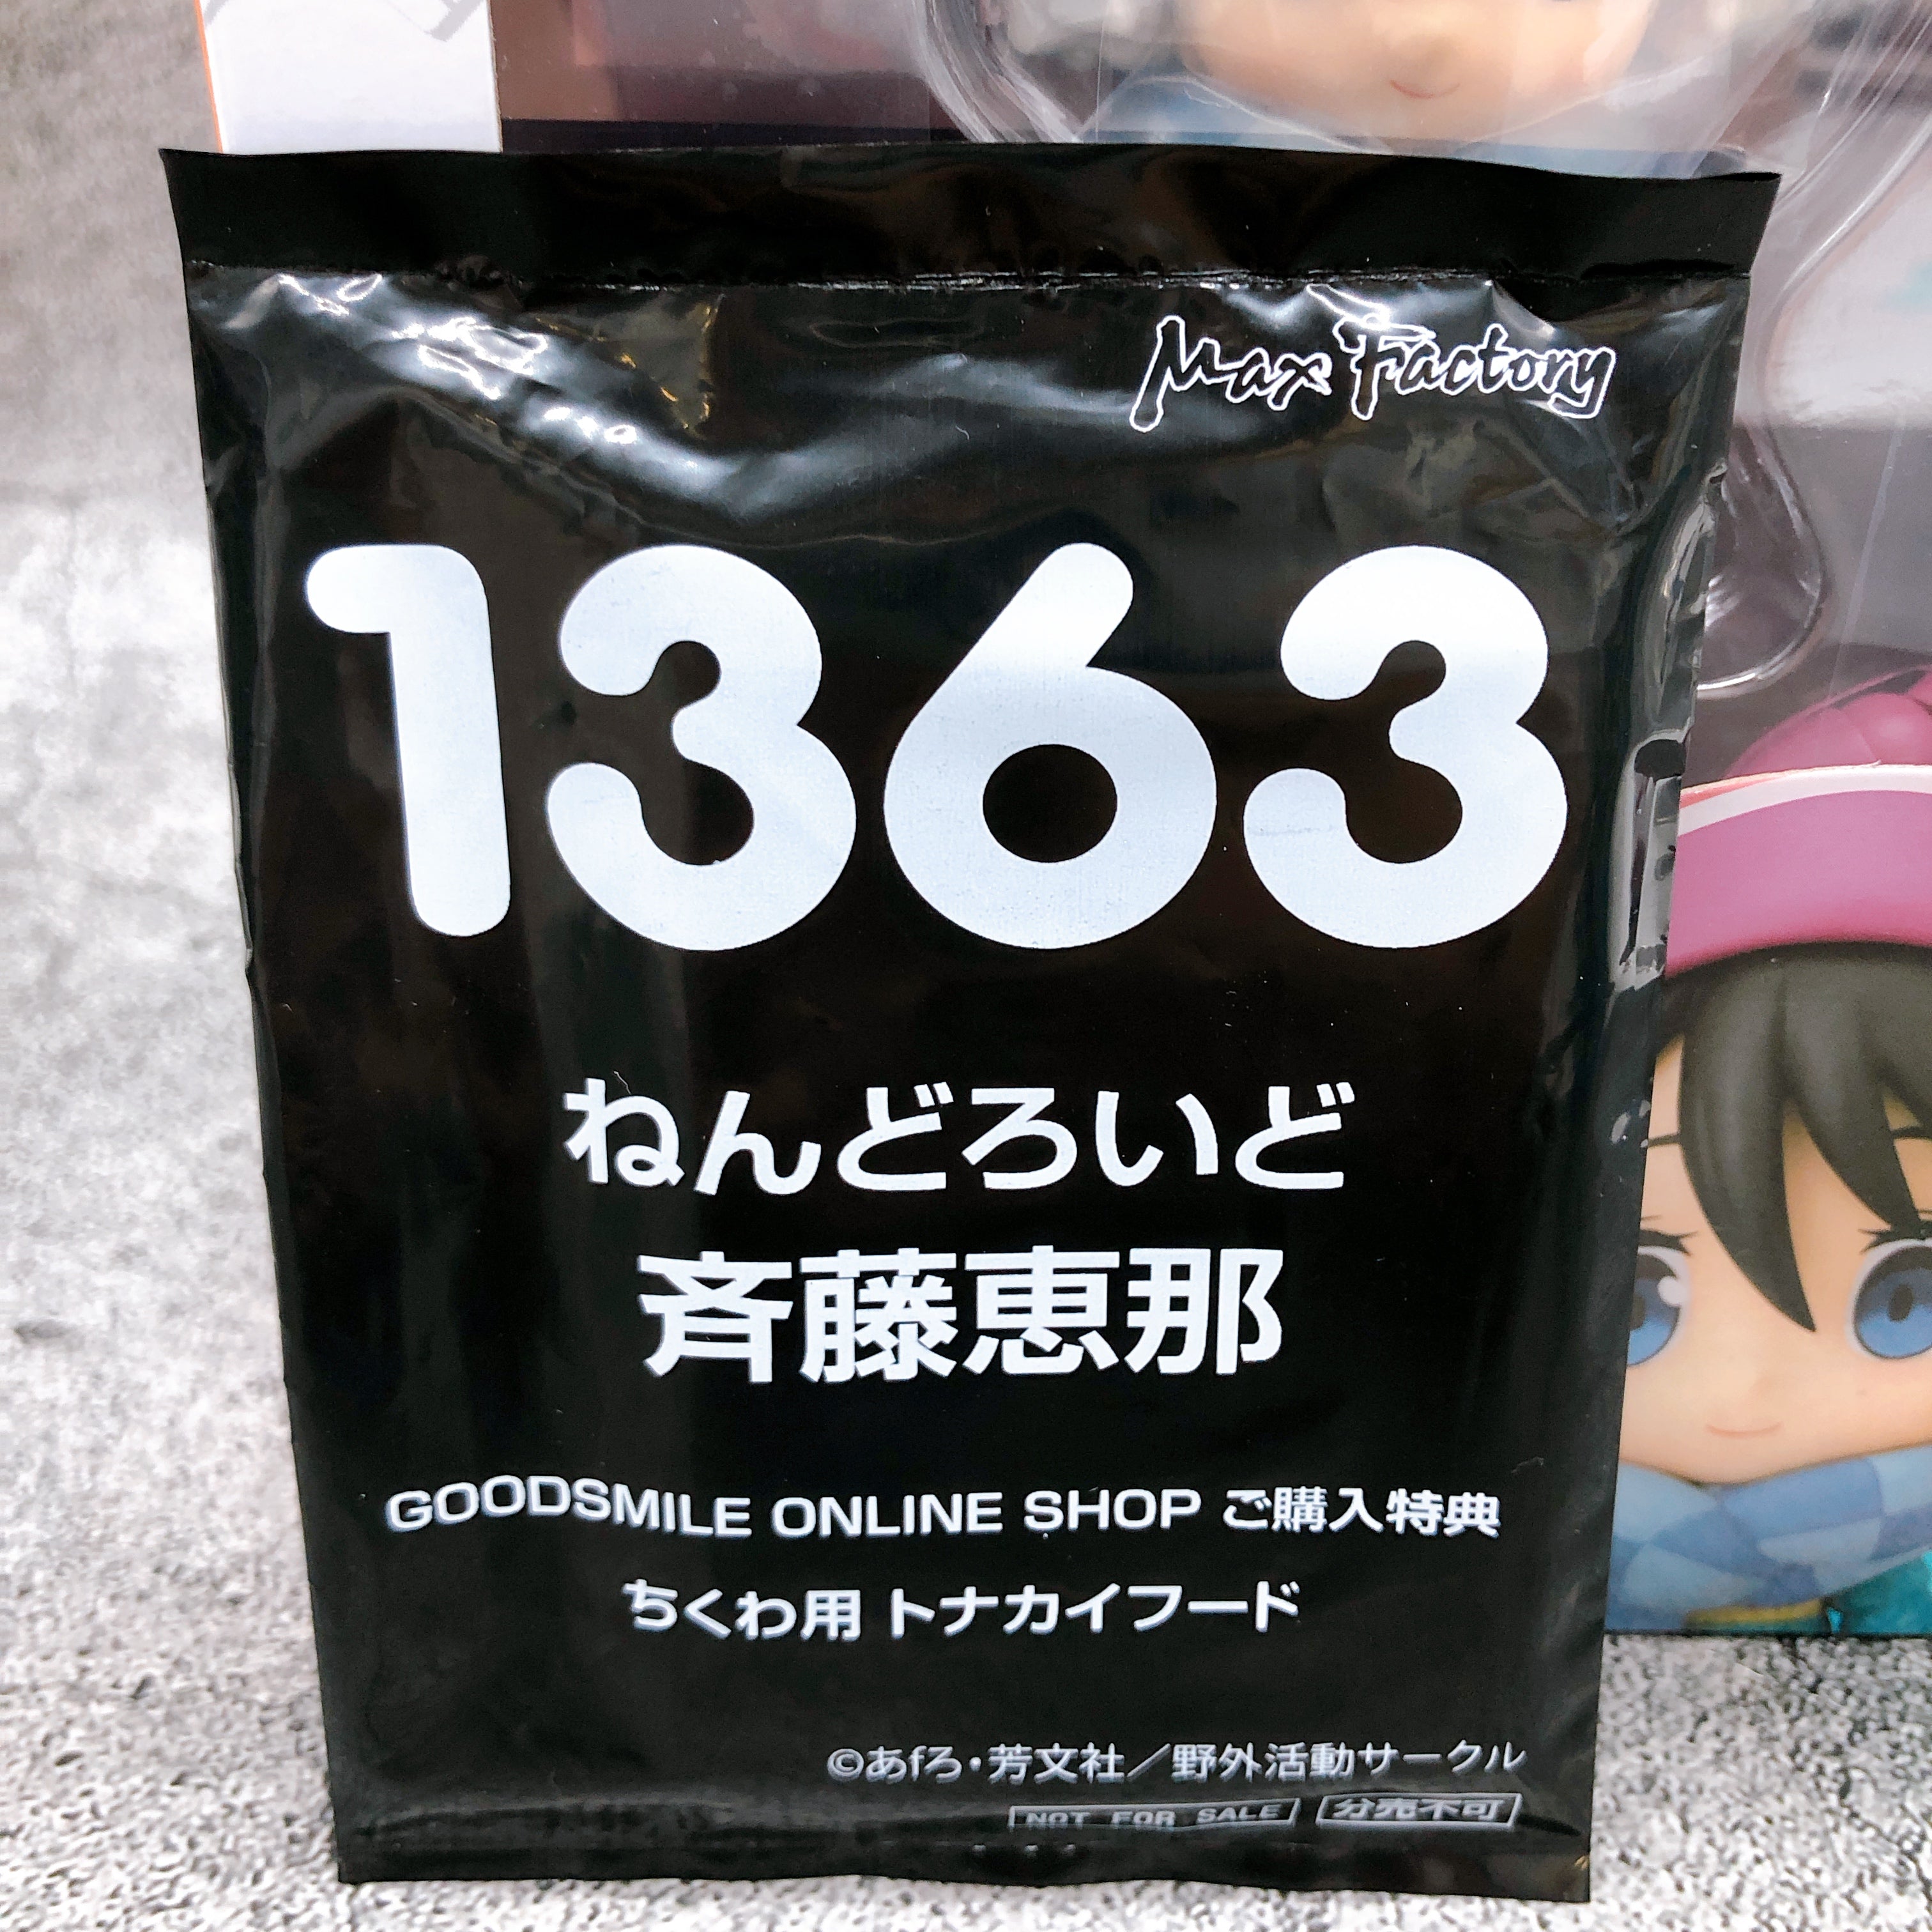 Max Factory
1363
ねんどろいど
斉藤恵那
GOODSMILE ONLINE SHOP ご購入特典
ちくわ用 トナカイフード
©あfろ・芳文社／野外活動サークル
NOT FOR SALE 分売不可